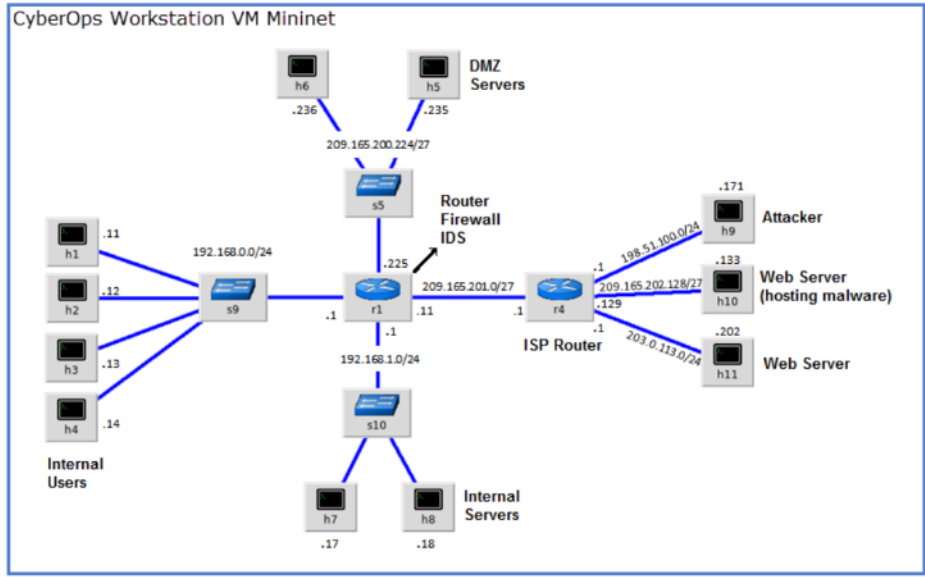 CyberOps Workstation VM Mininet
h6
.236
h5
.235
DMZ
Servers
209.165.200.224/27
s5
.225
Router
Firewall
IDS
h1
.11
h2
.12
h3
.13
h4
.14
Internal
Users
192.168.0.0/24
s9
.1
r1
.11
.1
209.165.201.0/27
.1
r4
ISP Router
.1
198.51.100.0/24
.171
h9
Attacker
209.165.202.128/27
.129
.133
h10
Web Server
(hosting malware)
.1
203.0.113.0/24
.202
h11
Web Server
192.168.1.0/24
s10
h7
.17
h8
.18
Internal
Servers